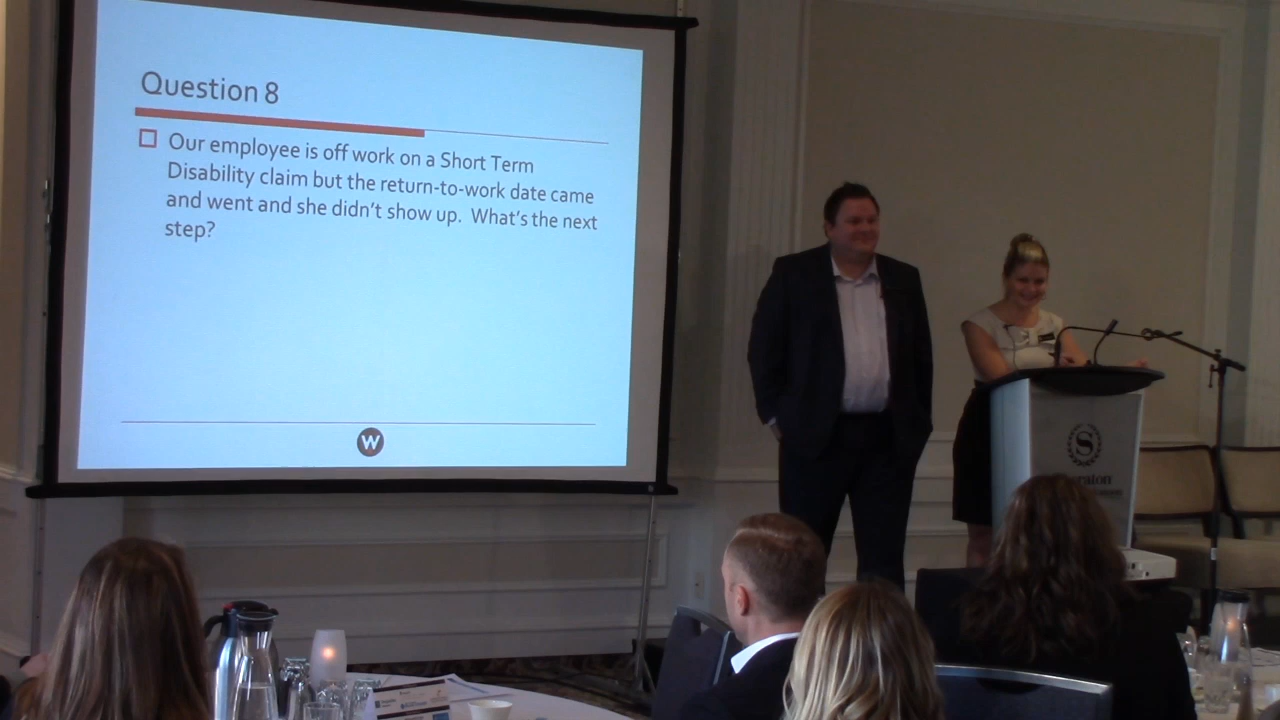 Question 8
Our employee is off work on a Short Term
Disability claim but the return-to-work date came
and went and she didn't show up. What's the next
step?
W
S